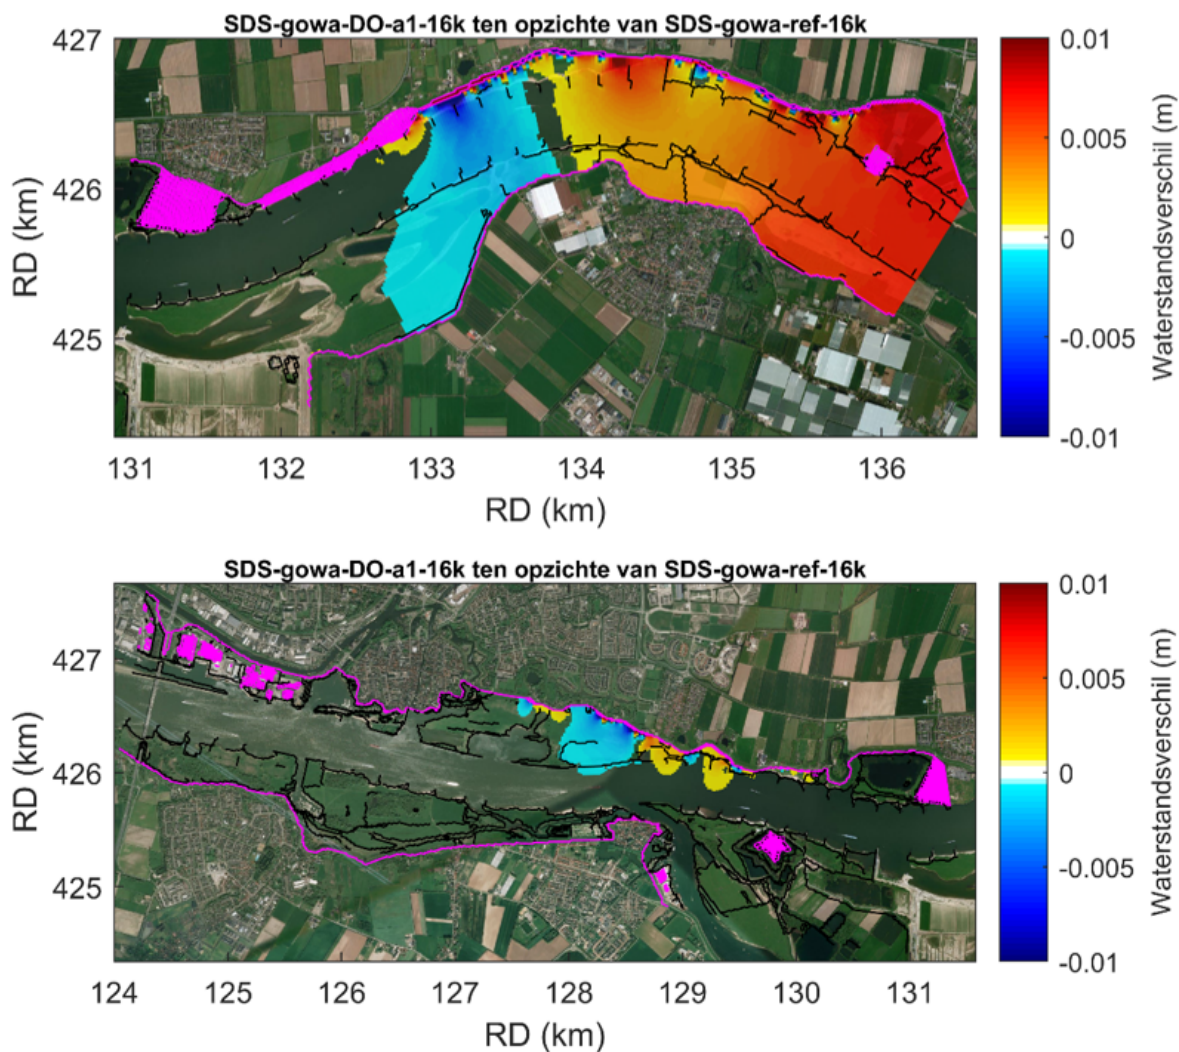 SDS-gowa-DO-a1-16k ten opzichte van SDS-gowa-ref-16k
427
426
425
RD (km)
131 132 133 134 135 136
RD (km)
0.01
0.005
0
-0.005
-0.01
Waterstandsverschil (m)
SDS-gowa-DO-a1-16k ten opzichte van SDS-gowa-ref-16k
427
426
425
RD (km)
124 125 126 127 128 129 130 131
RD (km)
0.01
0.005
0
-0.005
-0.01
Waterstandsverschil (m)